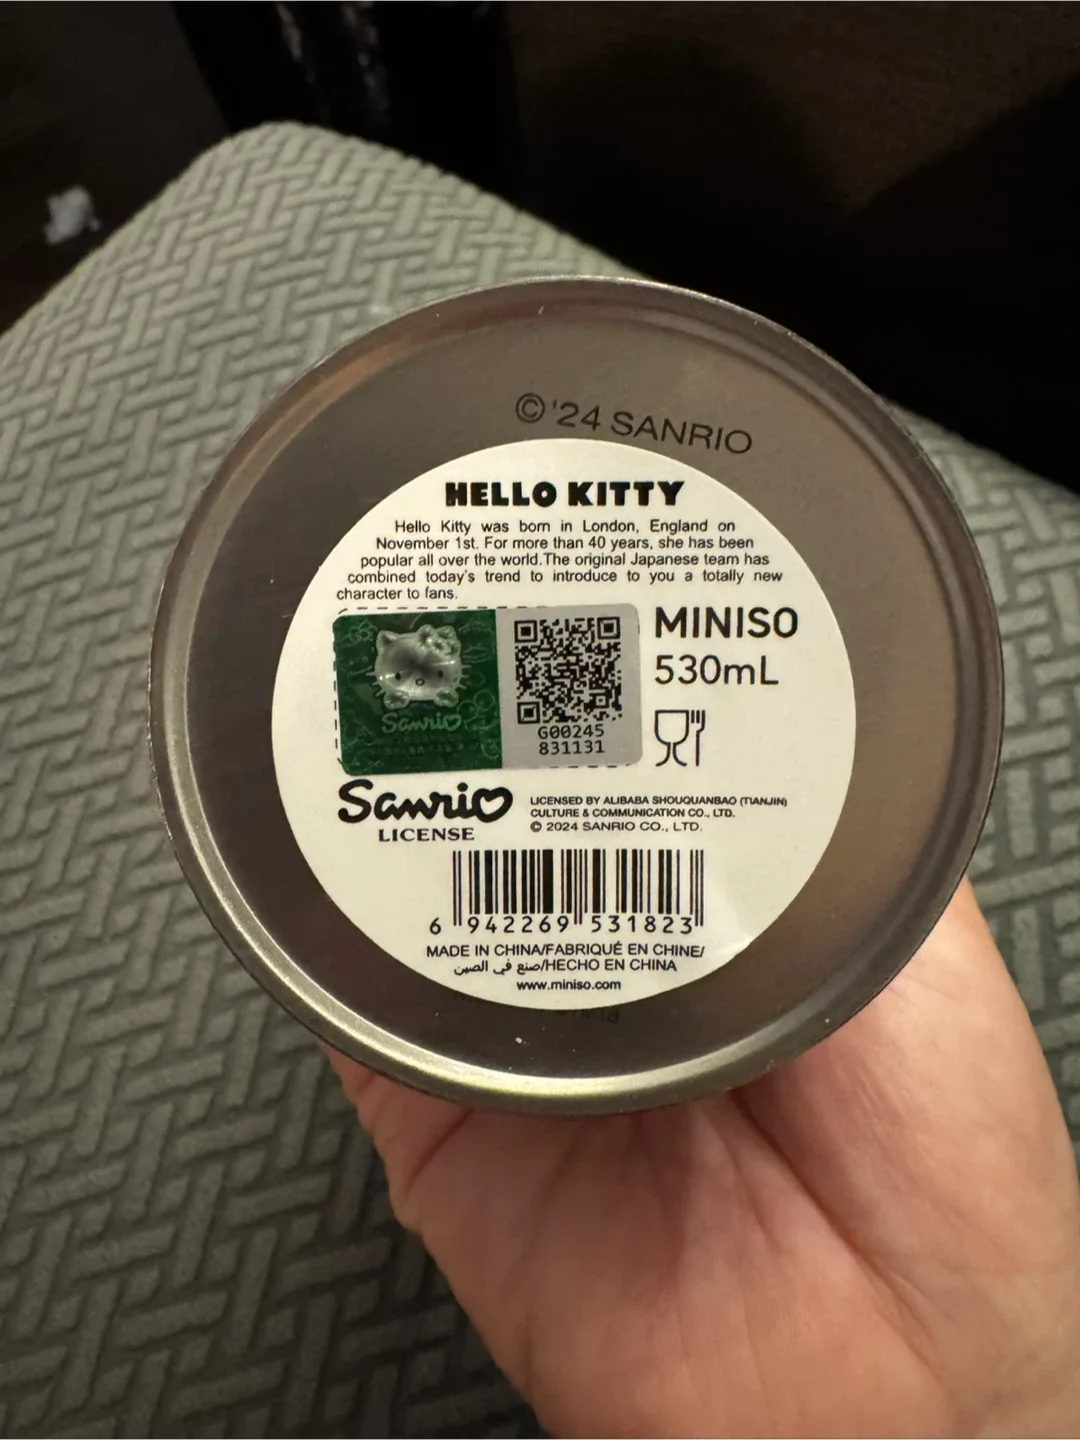 © '24 SANRIO
HELLO KITTY
Hello Kitty was born in London, England on
November 1st. For more than 40 years, she has been
popular all over the world.The original Japanese team has
combined today's trend to introduce to you a totally new
character to fans.
Sanrio
G00245
831131
MINISO
530mL
Sanrio
LICENSE
LICENSED BY ALIBABA SHOUQUANBAO (TIANJIN)
CULTURE & COMMUNICATION CO., LTD.
© 2024 SANRIO CO., LTD.
6 942269 531823
MADE IN CHINA/FABRIQUÉ EN CHINE/
صنع في الصين/HECHO EN CHINA
www.miniso.com